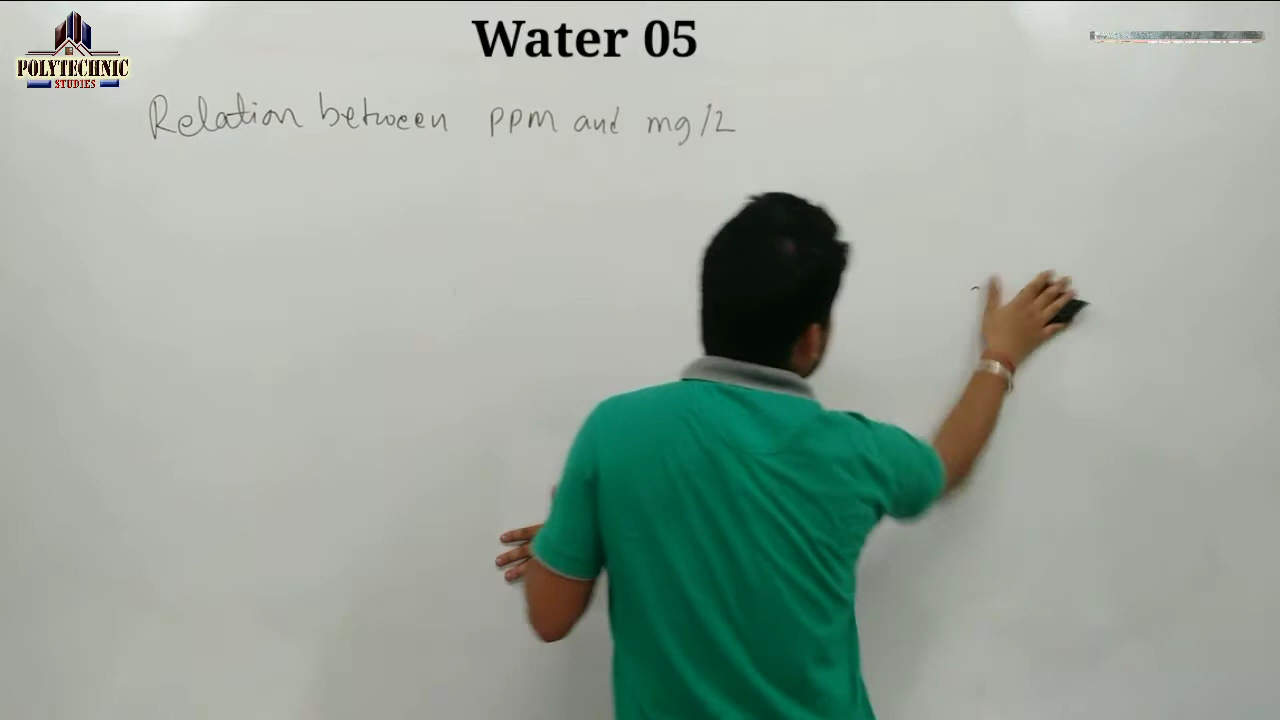 Water 05
POLYTECHNIC
STUDIES
Relation between PPM and mg/L